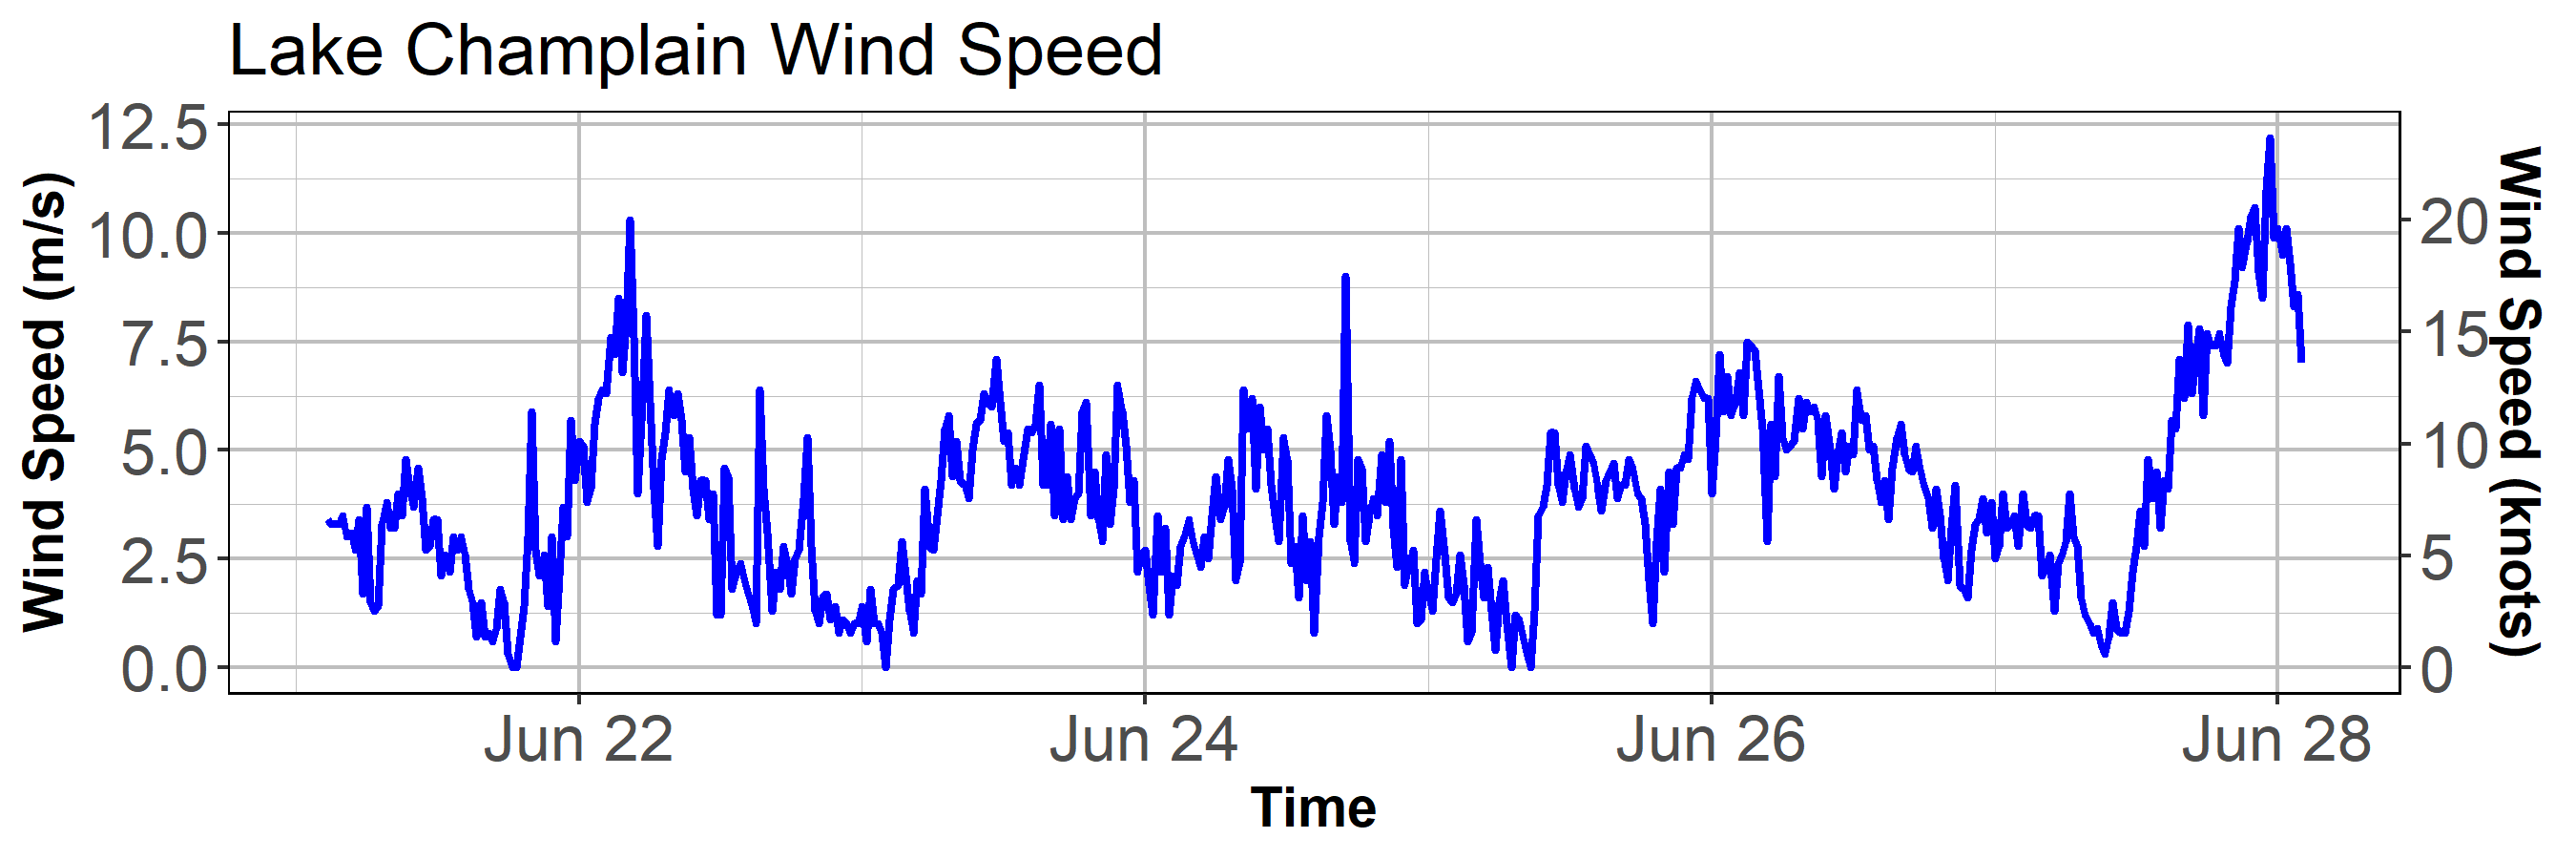 Lake Champlain Wind Speed
12.5
10.0
7.5
5.0
2.5
0.0
Wind Speed (m/s)
20
15
10
5
0
Wind Speed (knots)
Jun 22
Jun 24
Jun 26
Jun 28
Time